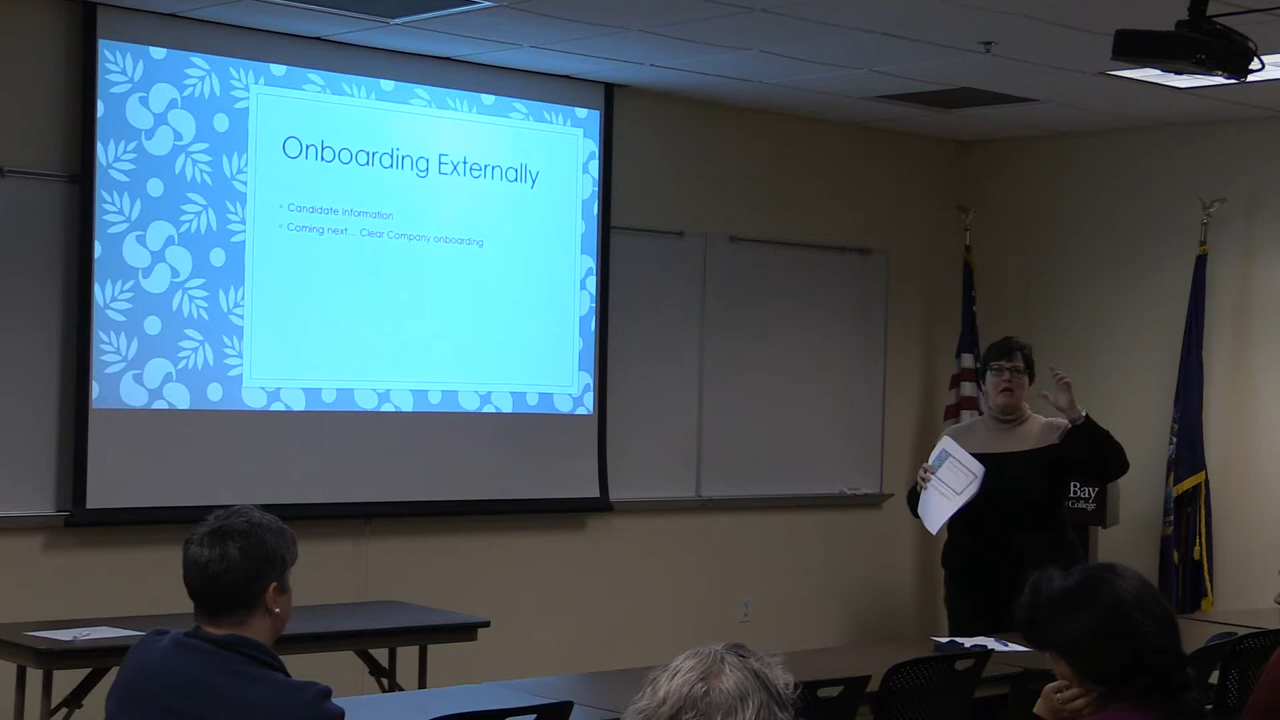 Onboarding Externally
Candidate Information
Coming next... Clear Company onboarding
Bay
College